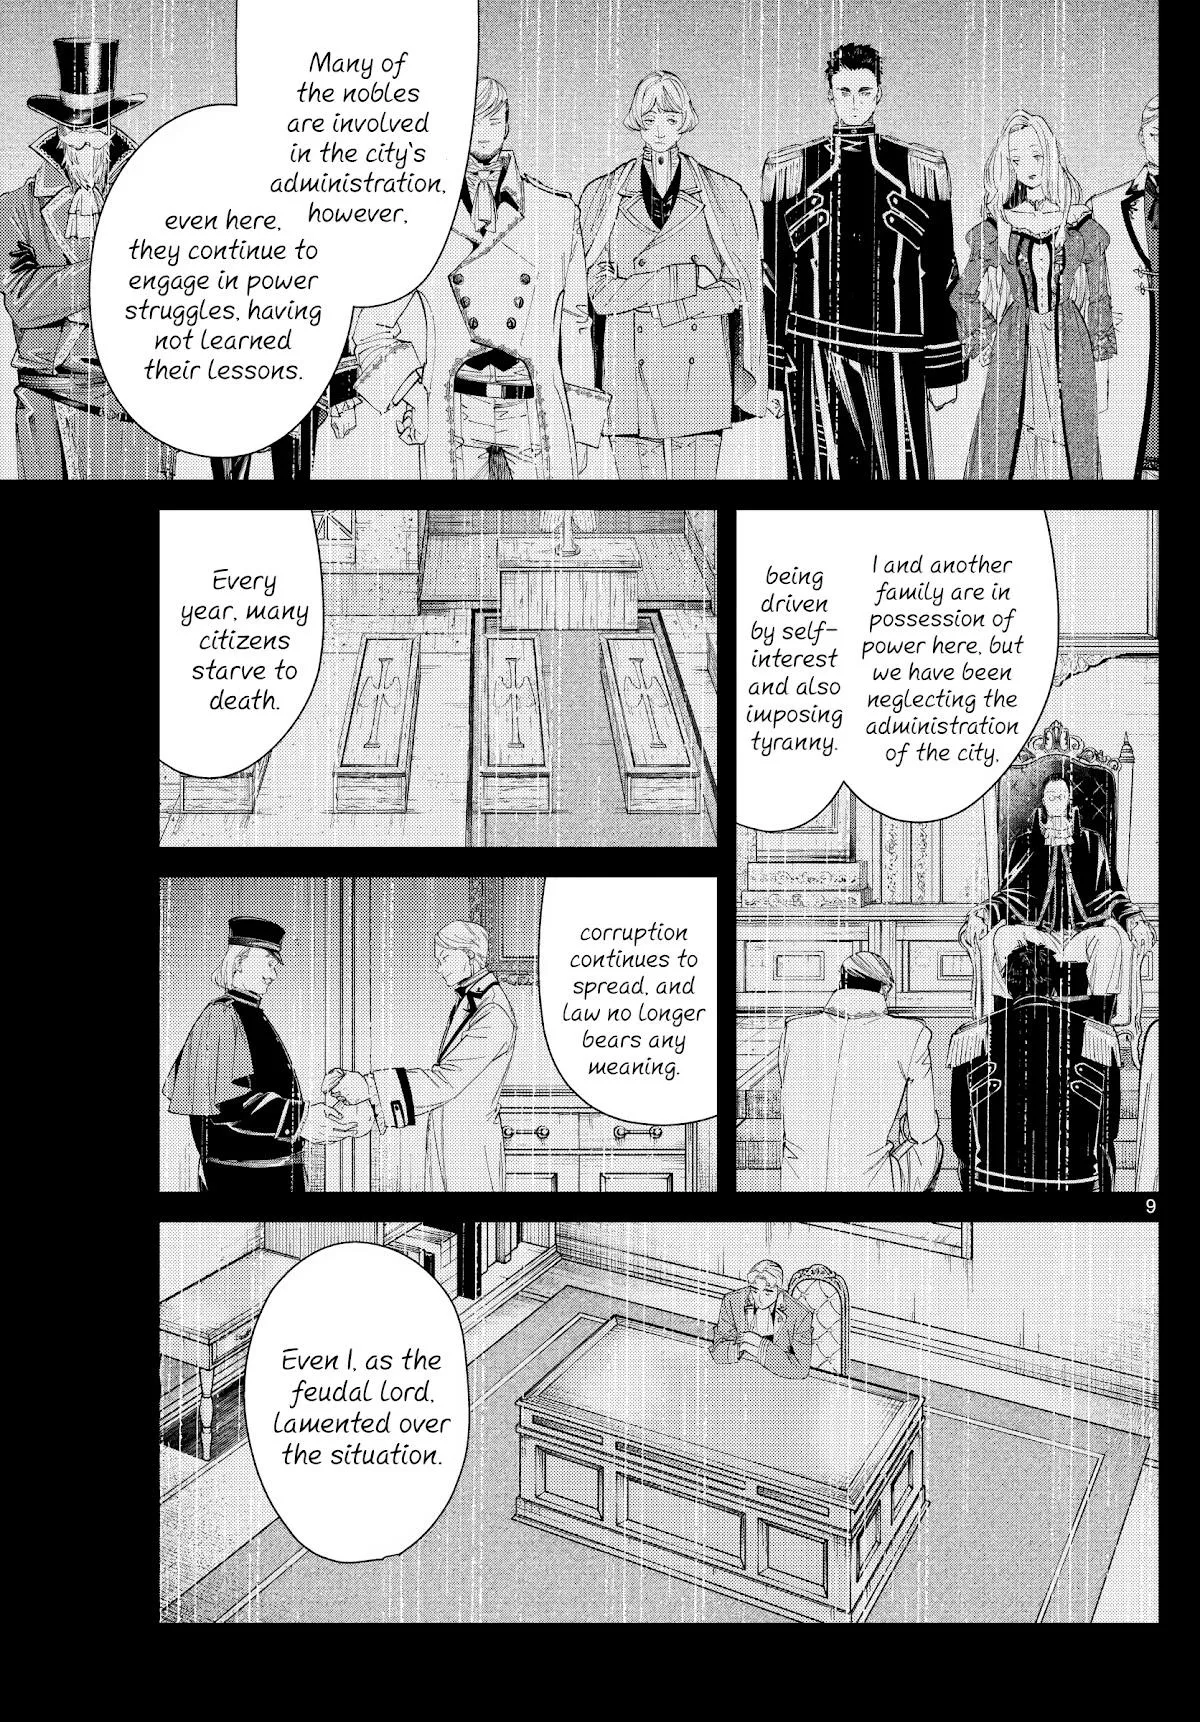 Many of
the nobles
are involved
in the city's
administration,
however,
even here,
they continue to
engage in power
struggles, having
not learned
their lessons.
I and another
family are in
possession of
power here, but
we have been
neglecting the
administration
of the city,
being
driven
by self-
interest
and also
imposing
tyranny.
Every
year, many
citizens
starve to
death.
corruption
continues to
spread, and
law no longer
bears any
meaning.
9
Even I, as the
feudal lord,
lamented over
the situation.